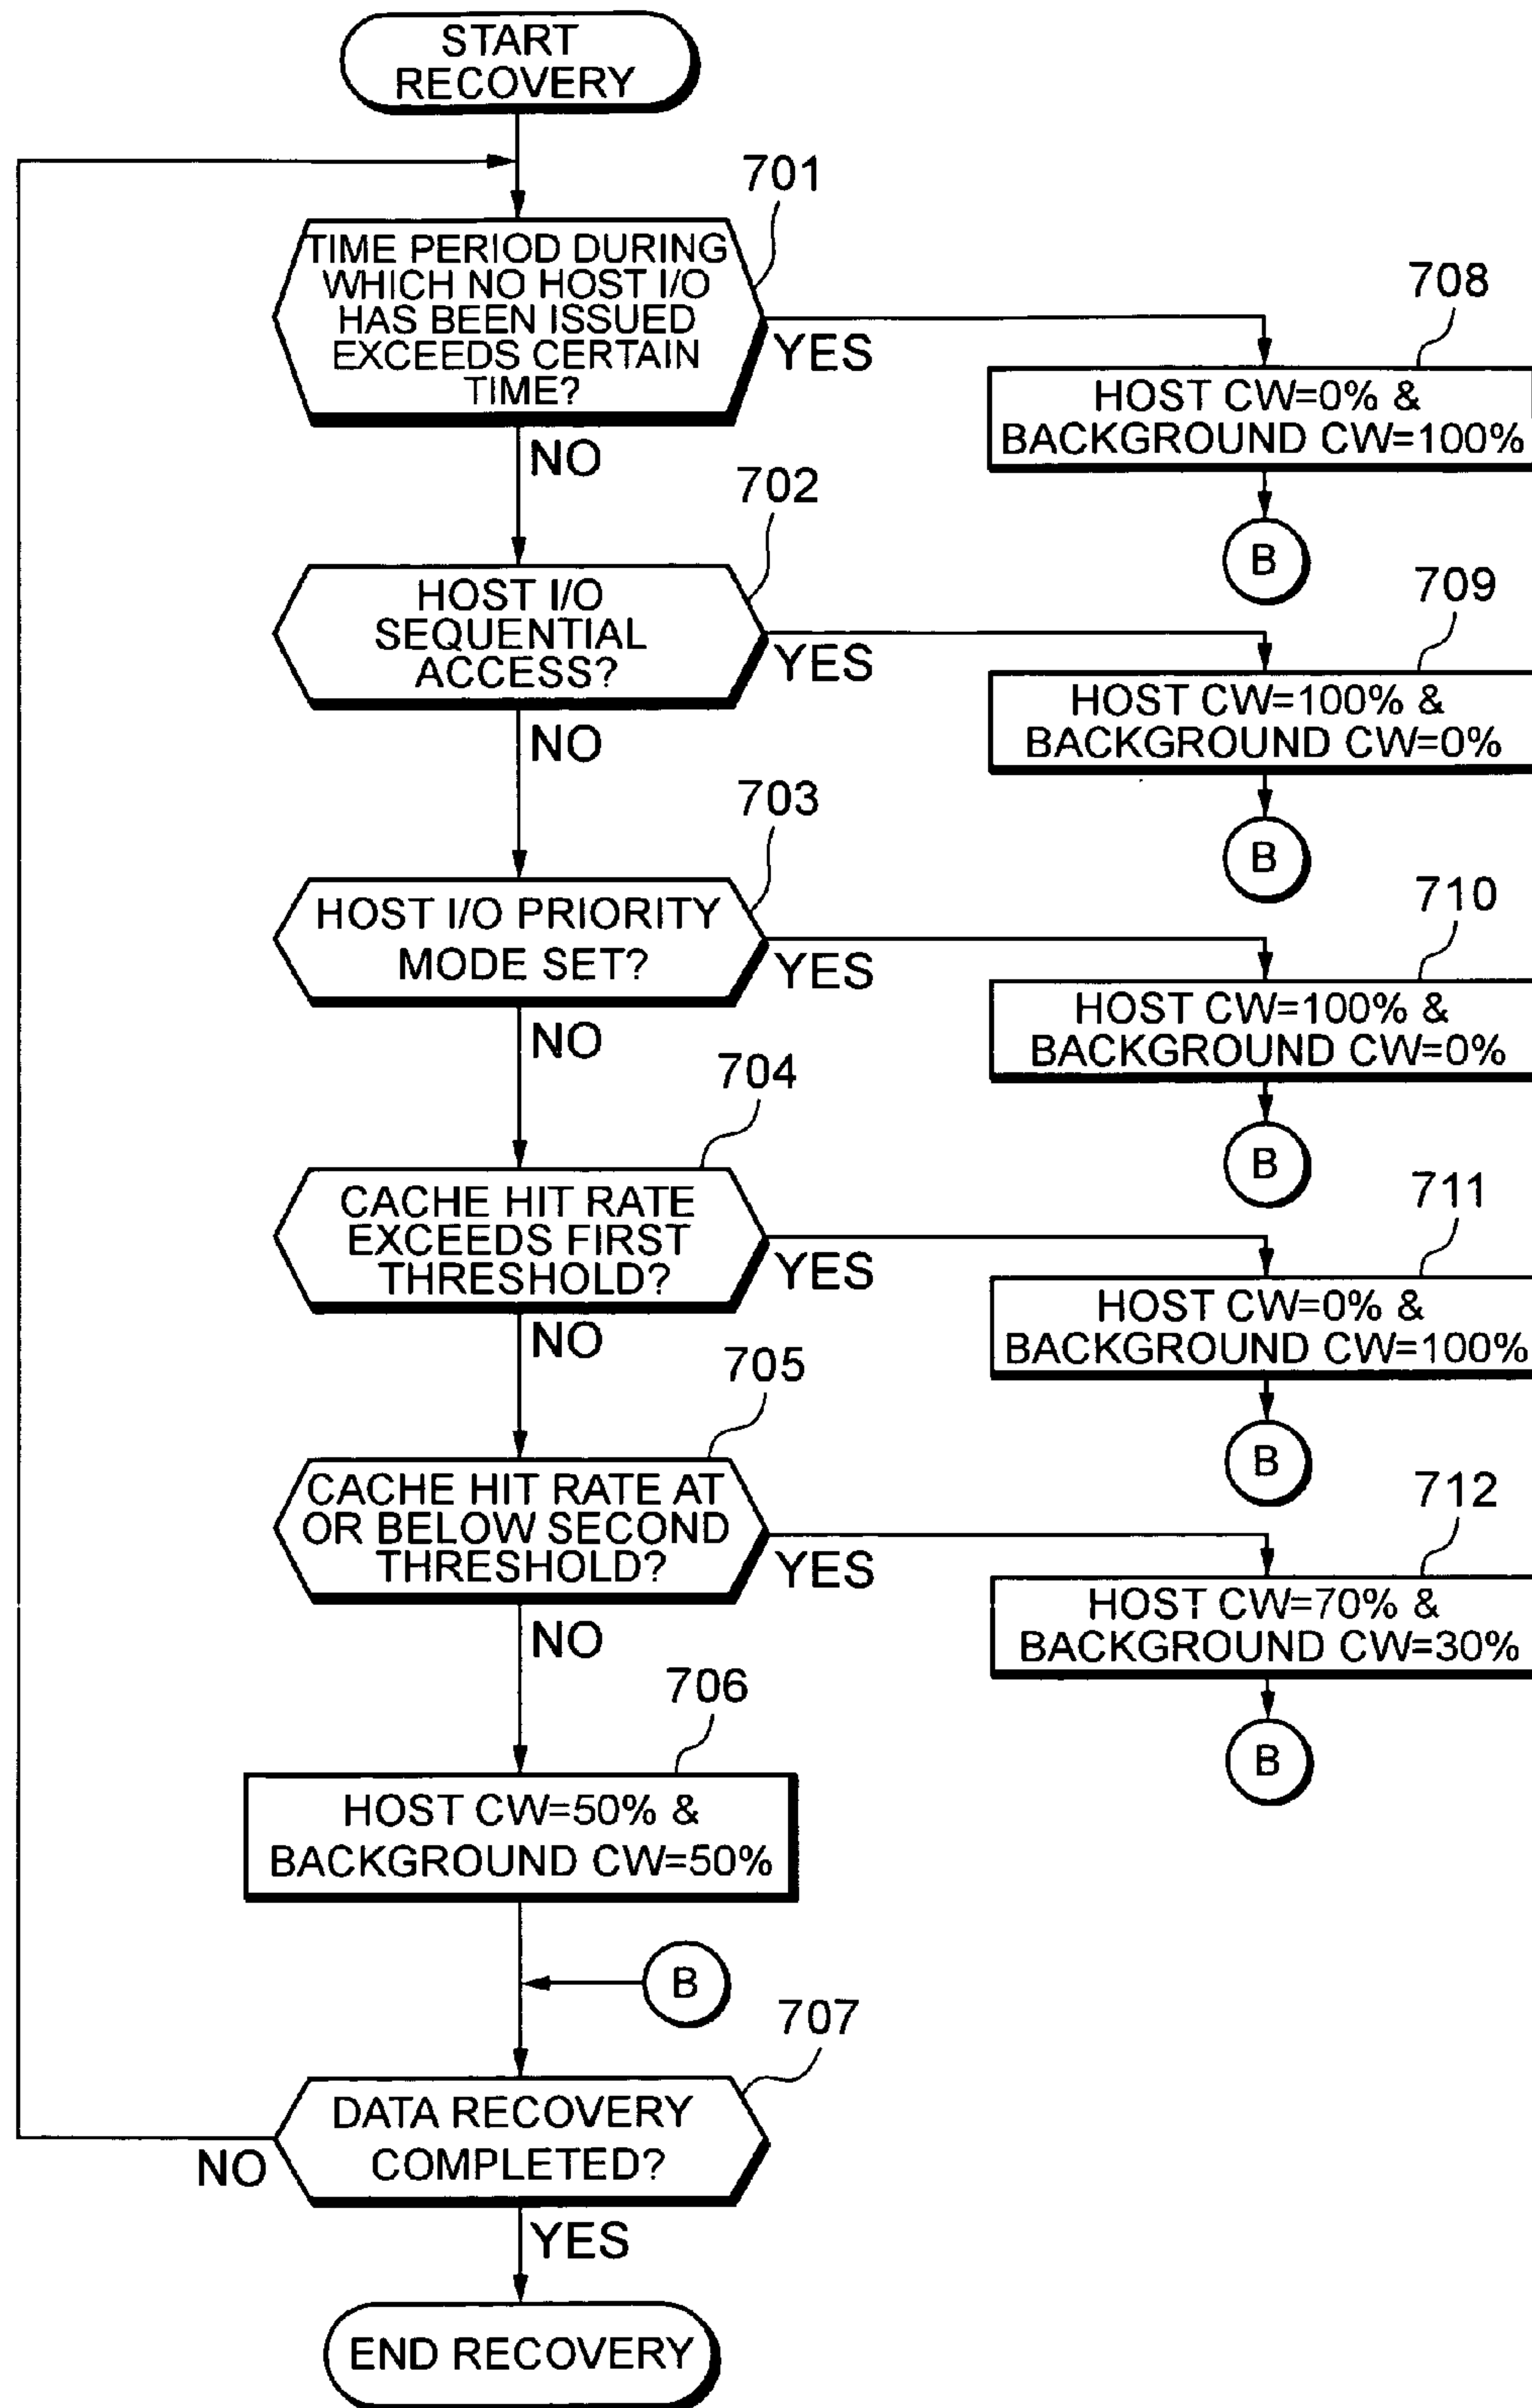 START
RECOVERY
701
TIME PERIOD DURING
WHICH NO HOST I/O
HAS BEEN ISSUED
EXCEEDS CERTAIN
TIME?
YES
NO
708
HOST CW=0% &
BACKGROUND CW=100%
B
702
HOST I/O
SEQUENTIAL
ACCESS?
YES
NO
709
HOST CW=100% &
BACKGROUND CW=0%
B
703
HOST I/O PRIORITY
MODE SET?
YES
NO
710
HOST CW=100% &
BACKGROUND CW=0%
B
704
CACHE HIT RATE
EXCEEDS FIRST
THRESHOLD?
YES
NO
711
HOST CW=0% &
BACKGROUND CW=100%
B
705
CACHE HIT RATE AT
OR BELOW SECOND
THRESHOLD?
YES
NO
712
HOST CW=70% &
BACKGROUND CW=30%
B
706
HOST CW=50% &
BACKGROUND CW=50%
B
707
DATA RECOVERY
COMPLETED?
NO
YES
END RECOVERY